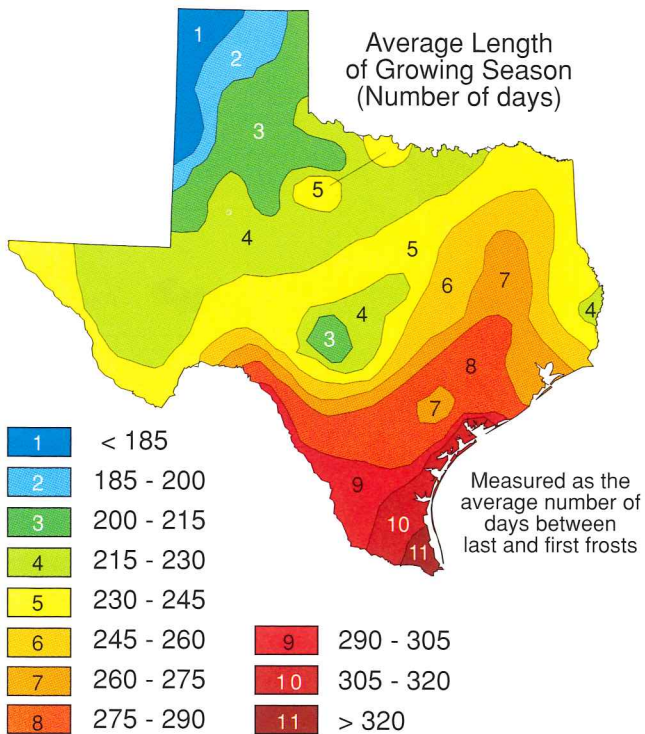 Average Length
of Growing Season
(Number of days)
1
2
3
5
4
5
6
7
4
3
4
8
7
9
10
11
Measured as the
average number of
days between
last and first frosts
1 < 185
2 185 - 200
3 200 - 215
4 215 - 230
5 230 - 245
6 245 - 260
7 260 - 275
8 275 - 290
9 290 - 305
10 305 - 320
11 > 320